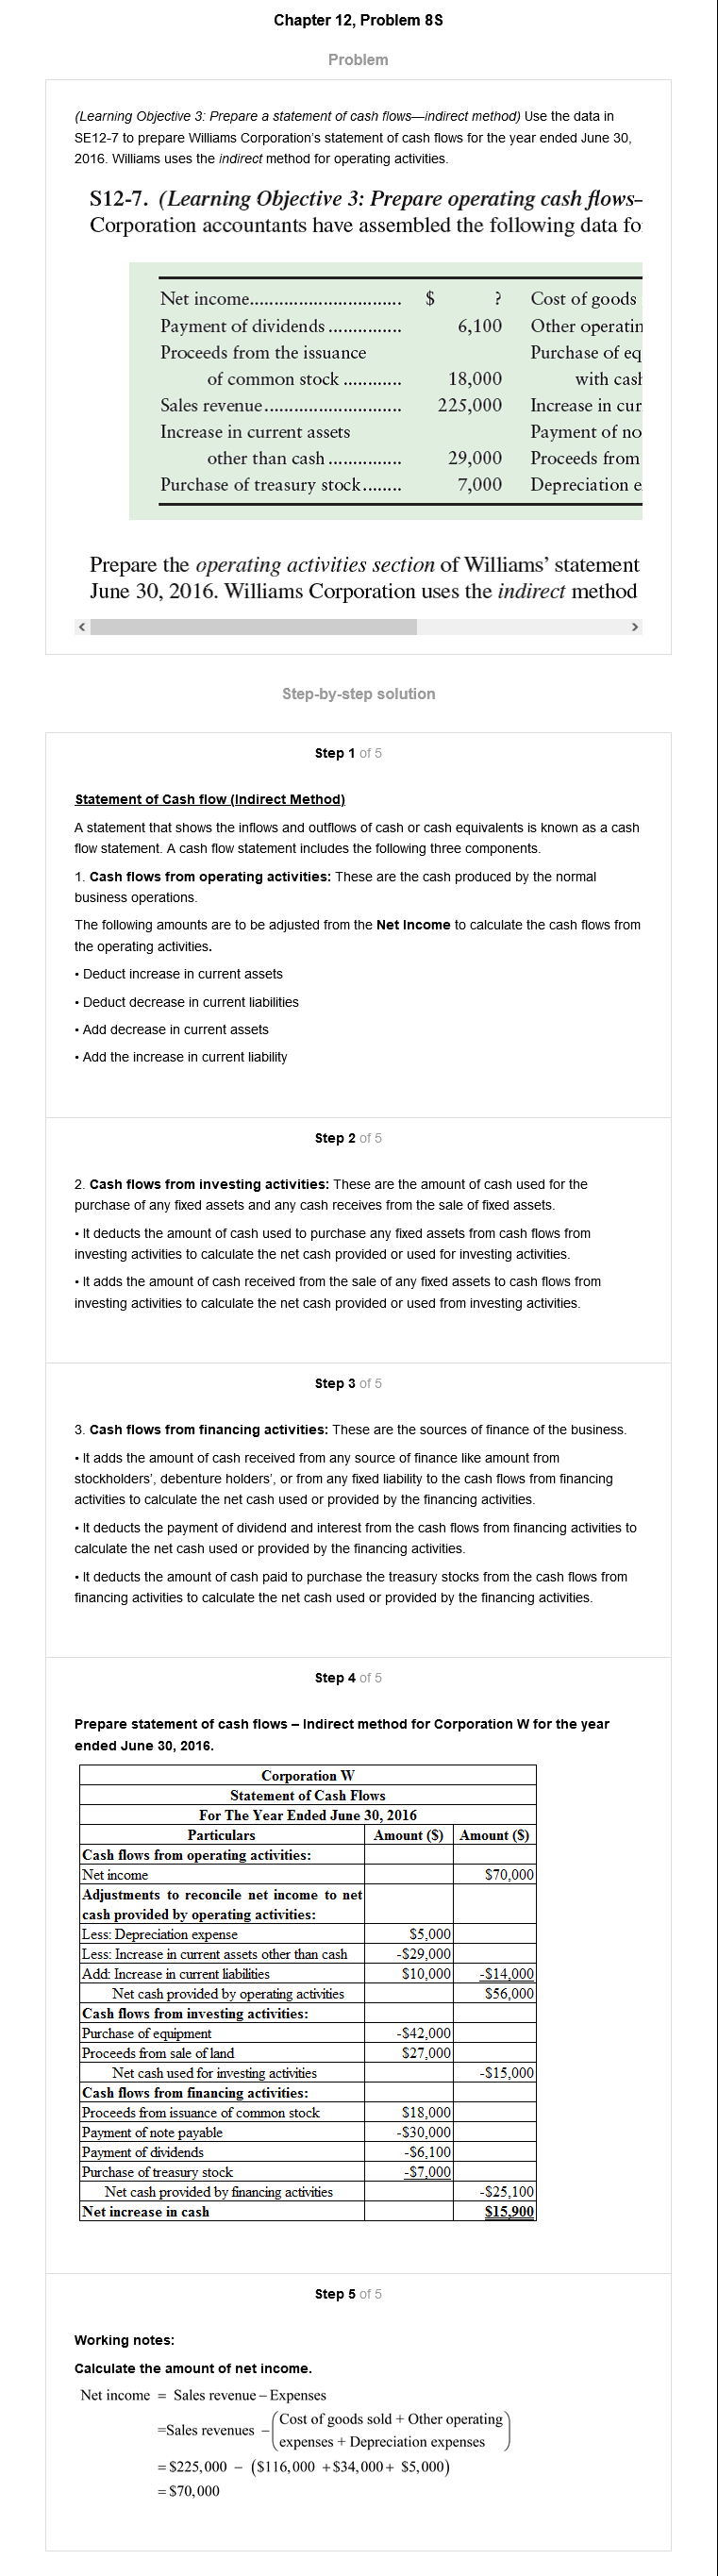 Chapter 12, Problem 8S
Problem
(Learning Objective 3: Prepare a statement of cash flows—indirect method) Use the data in
SE12-7 to prepare Williams Corporation's statement of cash flows for the year ended June 30,
2016. Williams uses the indirect method for operating activities.
S12-7. (Learning Objective 3: Prepare operating cash flows–
Corporation accountants have assembled the following data fo
Net income............................... $ ? Cost of goods
Payment of dividends ............... 6,100 Other operatin
Proceeds from the issuance Purchase of eq
of common stock ............ 18,000 with cash
Sales revenue............................ 225,000 Increase in cur
Increase in current assets Payment of no
other than cash ............... 29,000 Proceeds from
Purchase of treasury stock........ 7,000 Depreciation e
Prepare the operating activities section of Williams' statement
June 30, 2016. Williams Corporation uses the indirect method
Step-by-step solution
Step 1 of 5
Statement of Cash flow (Indirect Method)
A statement that shows the inflows and outflows of cash or cash equivalents is known as a cash
flow statement. A cash flow statement includes the following three components.
1. Cash flows from operating activities: These are the cash produced by the normal
business operations.
The following amounts are to be adjusted from the Net Income to calculate the cash flows from
the operating activities.
• Deduct increase in current assets
• Deduct decrease in current liabilities
• Add decrease in current assets
• Add the increase in current liability
Step 2 of 5
2. Cash flows from investing activities: These are the amount of cash used for the
purchase of any fixed assets and any cash receives from the sale of fixed assets.
• It deducts the amount of cash used to purchase any fixed assets from cash flows from
investing activities to calculate the net cash provided or used for investing activities.
• It adds the amount of cash received from the sale of any fixed assets to cash flows from
investing activities to calculate the net cash provided or used from investing activities.
Step 3 of 5
3. Cash flows from financing activities: These are the sources of finance of the business.
• It adds the amount of cash received from any source of finance like amount from
stockholders', debenture holders', or from any fixed liability to the cash flows from financing
activities to calculate the net cash used or provided by the financing activities.
• It deducts the payment of dividend and interest from the cash flows from financing activities to
calculate the net cash used or provided by the financing activities.
• It deducts the amount of cash paid to purchase the treasury stocks from the cash flows from
financing activities to calculate the net cash used or provided by the financing activities.
Step 4 of 5
Prepare statement of cash flows – Indirect method for Corporation W for the year
ended June 30, 2016.
Corporation W
Statement of Cash Flows
For The Year Ended June 30, 2016
Particulars Amount ($) Amount ($)
Cash flows from operating activities:
Net income $70,000
Adjustments to reconcile net income to net
cash provided by operating activities:
Less: Depreciation expense $5,000
Less: Increase in current assets other than cash -$29,000
Add: Increase in current liabilities $10,000 -$14,000
Net cash provided by operating activities $56,000
Cash flows from investing activities:
Purchase of equipment -$42,000
Proceeds from sale of land $27,000
Net cash used for investing activities -$15,000
Cash flows from financing activities:
Proceeds from issuance of common stock $18,000
Payment of note payable -$30,000
Payment of dividends -$6,100
Purchase of treasury stock -$7,000
Net cash provided by financing activities -$25,100
Net increase in cash $15,900
Step 5 of 5
Working notes:
Calculate the amount of net income.
Net income = Sales revenue – Expenses
=Sales revenues – (Cost of goods sold + Other operating
expenses + Depreciation expenses)
= $225,000 – ($116,000 + $34,000 + $5,000)
= $70,000